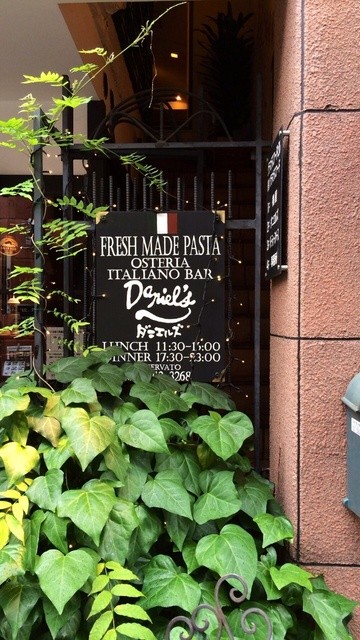 FRESH MADE PASTA
OSTERIA
ITALIANO BAR
Daniel's
ダニエルズ
LUNCH 11:30-15:00
DINNER 17:30-23:00
3268